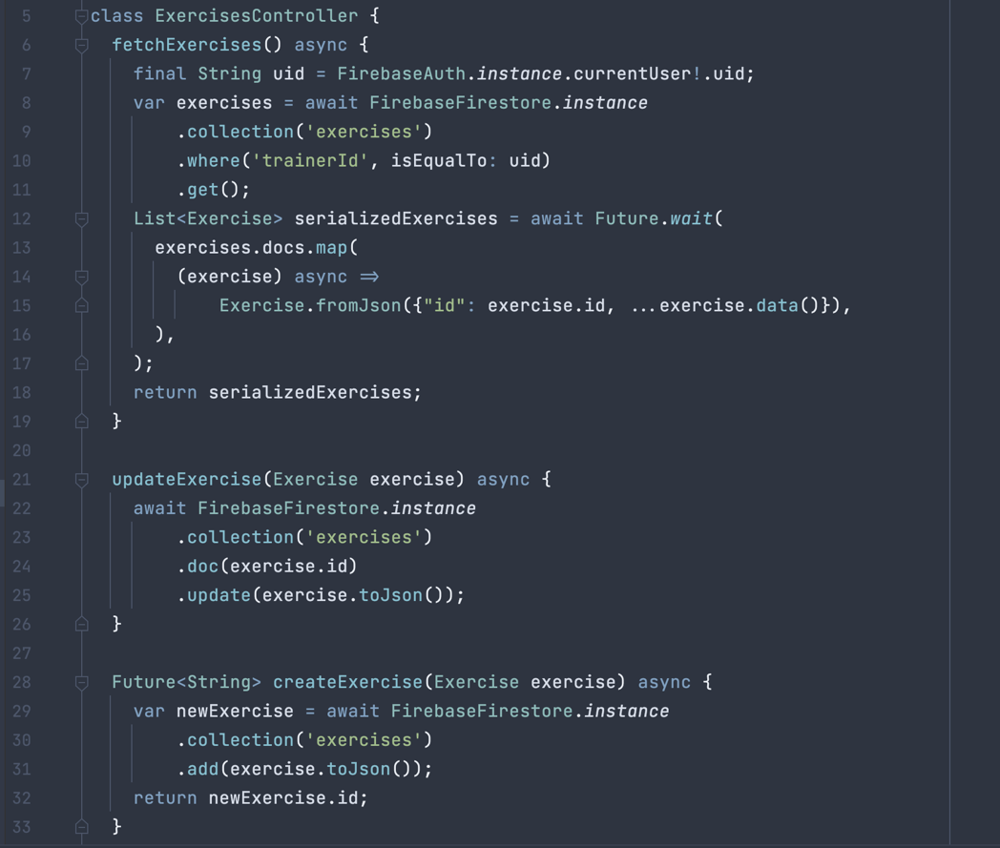 5 class ExercisesController {
6   fetchExercises() async {
7     final String uid = FirebaseAuth.instance.currentUser!.uid;
8     var exercises = await FirebaseFirestore.instance
9         .collection('exercises')
10         .where('trainerId', isEqualTo: uid)
11         .get();
12     List<Exercise> serializedExercises = await Future.wait(
13       exercises.docs.map(
14         (exercise) async =>
15             Exercise.fromJson({"id": exercise.id, ...exercise.data()}),
16       ),
17     );
18     return serializedExercises;
19   }
20
21   updateExercise(Exercise exercise) async {
22     await FirebaseFirestore.instance
23         .collection('exercises')
24         .doc(exercise.id)
25         .update(exercise.toJson());
26   }
27
28   Future<String> createExercise(Exercise exercise) async {
29     var newExercise = await FirebaseFirestore.instance
30         .collection('exercises')
31         .add(exercise.toJson());
32     return newExercise.id;
33   }